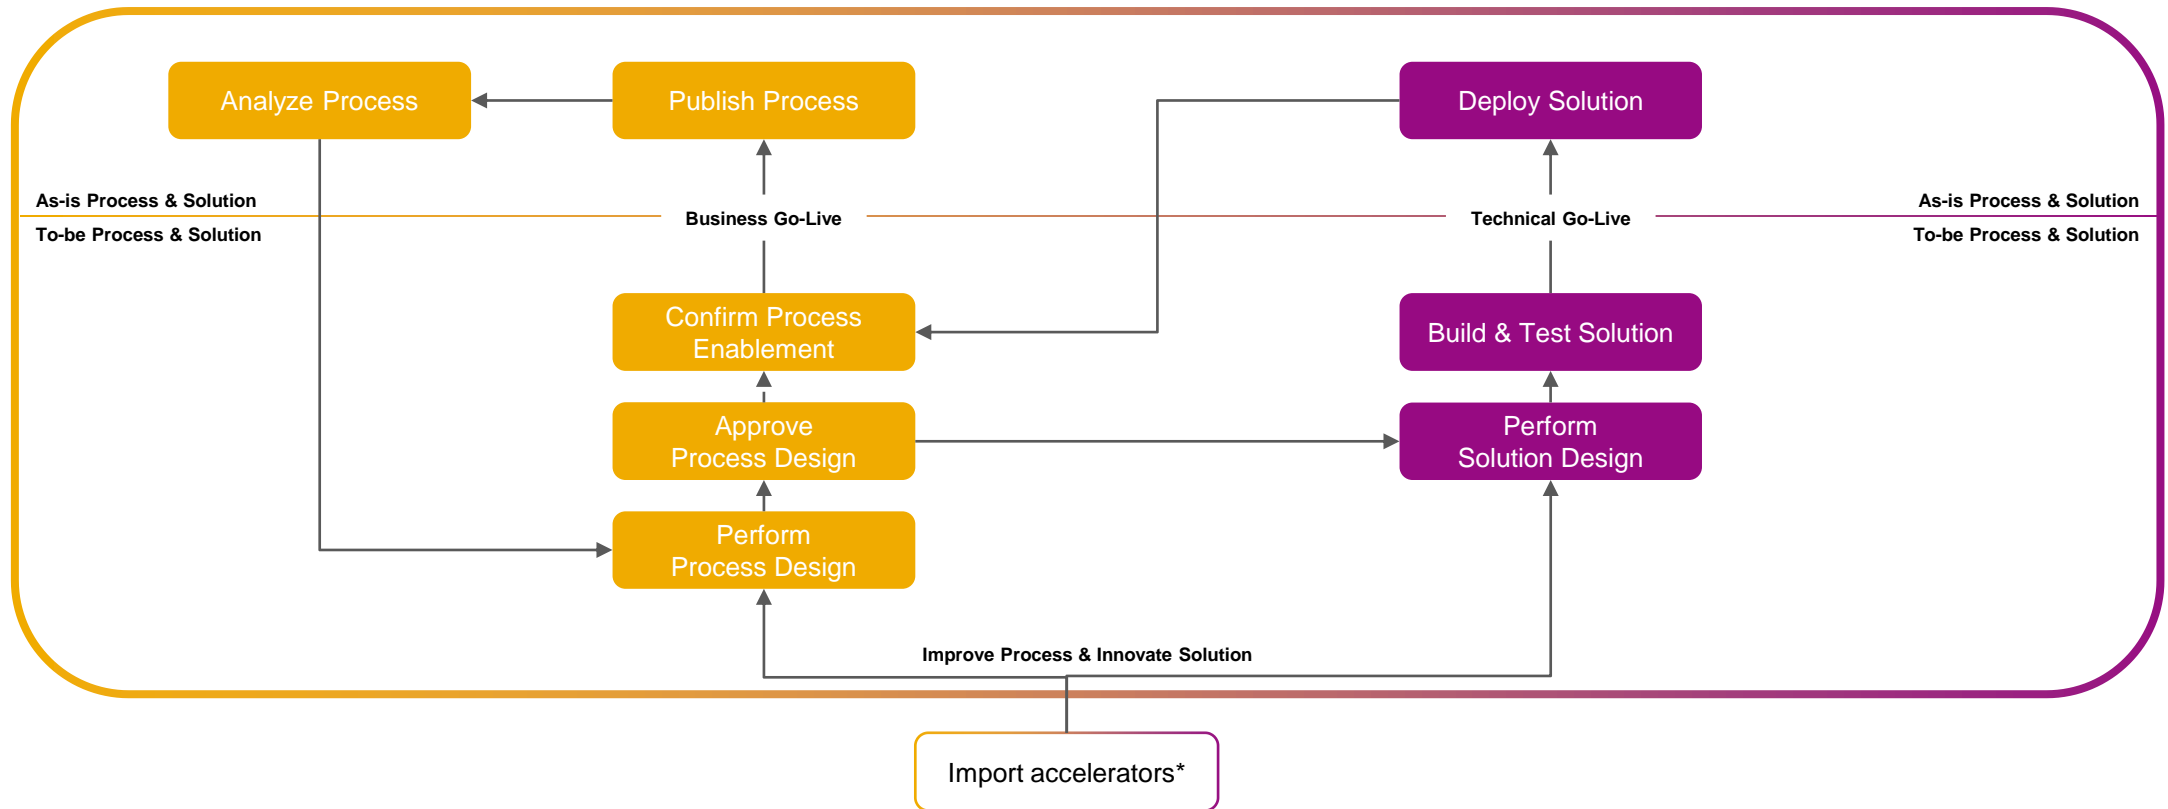 Analyze Process
Publish Process
Deploy Solution
As-is Process & Solution
As-is Process & Solution
Business Go-Live
Technical Go-Live
To-be Process & Solution
To-be Process & Solution
Confirm Process
Enablement
Build & Test Solution
Approve
Process Design
Perform
Solution Design
Perform
Process Design
Improve Process & Innovate Solution
Import accelerators*